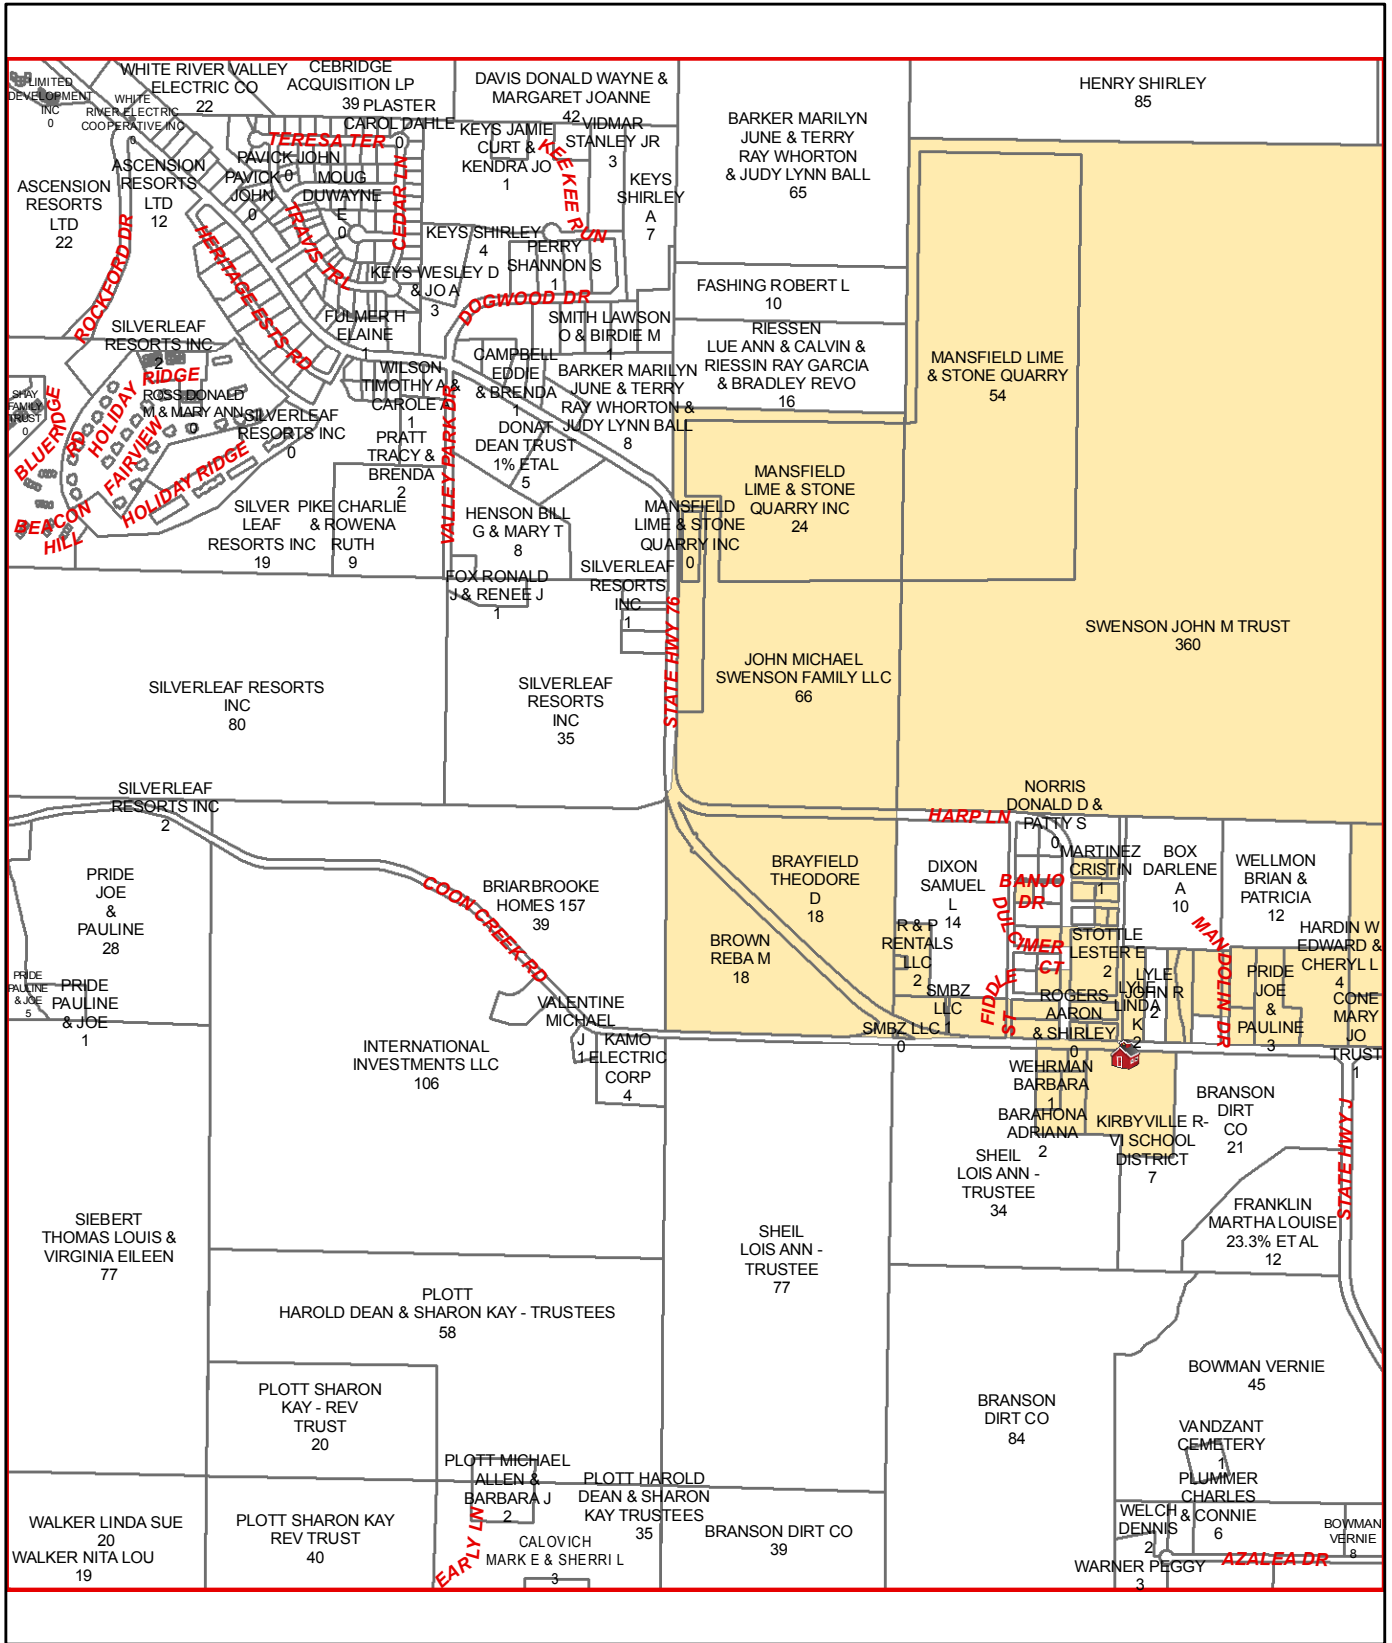 LIMITED
DEVELOPMENT
INC
0
WHITE RIVER VALLEY
ELECTRIC CO
22
WHITE
RIVER ELECTRIC
COOPERATIVE INC
0
CEBRIDGE
ACQUISITION LP
39
PLASTER
CAROL DAHLE
0
DAVIS DONALD WAYNE &
MARGARET JOANNE
42
VIDMAR
STANLEY JR
3
KEYS JAMIE
CURT &
KENDRA JO
1
KEYS
SHIRLEY
A
7
BARKER MARILYN
JUNE & TERRY
RAY WHORTON
& JUDY LYNN BALL
65
HENRY SHIRLEY
85
ASCENSION
RESORTS
LTD
22
ASCENSION
RESORTS
LTD
12
TERESA TER
PAVICK JOHN
0
PAVICK
JOHN
0
MOUG
DUWAYNE
E
0
CEDAR LN
KEEKEE RUN
TRAVIS TRL
HERITAGE ESTS RD
ROCKFORD DR
KEYS SHIRLEY
4
PERRY
SHANNON S
1
KEYS WESLEY D
& JO A
3
DOGWOOD DR
FASHING ROBERT L
10
SILVERLEAF
RESORTS INC
2
FULMER H
ELAINE
1
SMITH LAWSON
O & BIRDIE M
1
RIESSEN
LUE ANN & CALVIN &
RIESSIN RAY GARCIA
& BRADLEY REVO
16
MANSFIELD LIME
& STONE QUARRY
54
SHAY
FAMILY
TRUST
0
BLUERIDGE
RD
HOLIDAY RIDGE
HOLIDAY
FAIRVIEW
ROSS DONALD
M & MARY ANN
0
SILVERLEAF
RESORTS INC
0
WILSON
TIMOTHY A &
CAROLE A
1
CAMPBELL
EDDIE
& BRENDA
1
BARKER MARILYN
JUNE & TERRY
RAY WHORTON &
JUDY LYNN BALL
8
VALLEY PARK DR
PRATT
TRACY &
BRENDA
2
DONAT
DEAN TRUST
1% ETAL
5
HOLIDAY RIDGE
BEACON
HILL
SILVER
LEAF
RESORTS INC
19
PIKE CHARLIE
& ROWENA
RUTH
9
HENSON BILL
G & MARY T
8
MANSFIELD
LIME & STONE
QUARRY INC
0
MANSFIELD
LIME & STONE
QUARRY INC
24
FOX RONALD
J & RENEE J
1
SILVERLEAF
RESORTS
INC
1
STATE HWY 76
SWENSON JOHN M TRUST
360
JOHN MICHAEL
SWENSON FAMILY LLC
66
SILVERLEAF RESORTS
INC
80
SILVERLEAF
RESORTS
INC
35
SILVERLEAF
RESORTS INC
2
NORRIS
DONALD D &
PATTY S
0
HARP LN
PRIDE
JOE
&
PAULINE
28
COON CREEK RD
BRIARBROOKE
HOMES 157
39
BRAYFIELD
THEODORE
D
18
DIXON
SAMUEL
L
14
BANJO
DR
MARTINEZ
CRISTIN
1
BOX
DARLENE
A
10
WELLMON
BRIAN &
PATRICIA
12
BROWN
REBA M
18
R & P
RENTALS
LLC
2
DULCIMER
CT
STOTTLE
LESTER E
2
MANDOLIN DR
HARDIN W
EDWARD &
CHERYL L
4
PRIDE
PAULINE
& JOE
5
PRIDE
PAULINE
& JOE
1
SMBZ
LLC
1
SMBZ LLC
0
FIDDLE
ST
ROGERS
AARON
& SHIRLEY
0
LYLE
LINDA
K
2
LYLE
JOHN R
2
PRIDE
JOE
&
PAULINE
3
CONE
MARY
JO
TRUST
1
VALENTINE
MICHAEL
J
1
INTERNATIONAL
INVESTMENTS LLC
106
KAMO
ELECTRIC
CORP
4
WEHRMAN
BARBARA
1
BARAHONA
ADRIANA
2
KIRBYVILLE R-
VI SCHOOL
DISTRICT
7
BRANSON
DIRT
CO
21
STATE HWY J
SHEIL
LOIS ANN -
TRUSTEE
34
SIEBERT
THOMAS LOUIS &
VIRGINIA EILEEN
77
SHEIL
LOIS ANN -
TRUSTEE
77
FRANKLIN
MARTHA LOUISE
23.3% ET AL
12
PLOTT
HAROLD DEAN & SHARON KAY - TRUSTEES
58
PLOTT SHARON
KAY - REV
TRUST
20
BRANSON
DIRT CO
84
BOWMAN VERNIE
45
VANDZANT
CEMETERY
1
PLOTT MICHAEL
ALLEN &
BARBARA J
2
PLOTT HAROLD
DEAN & SHARON
KAY TRUSTEES
35
PLUMMER
CHARLES
& CONNIE
6
WALKER LINDA SUE
20
WALKER NITA LOU
19
PLOTT SHARON KAY
REV TRUST
40
EARLY LN
CALOVICH
MARK E & SHERRI L
3
BRANSON DIRT CO
39
WELCH
DENNIS
2
WARNER PEGGY
3
AZALEA DR
BOWMAN
VERNIE
8